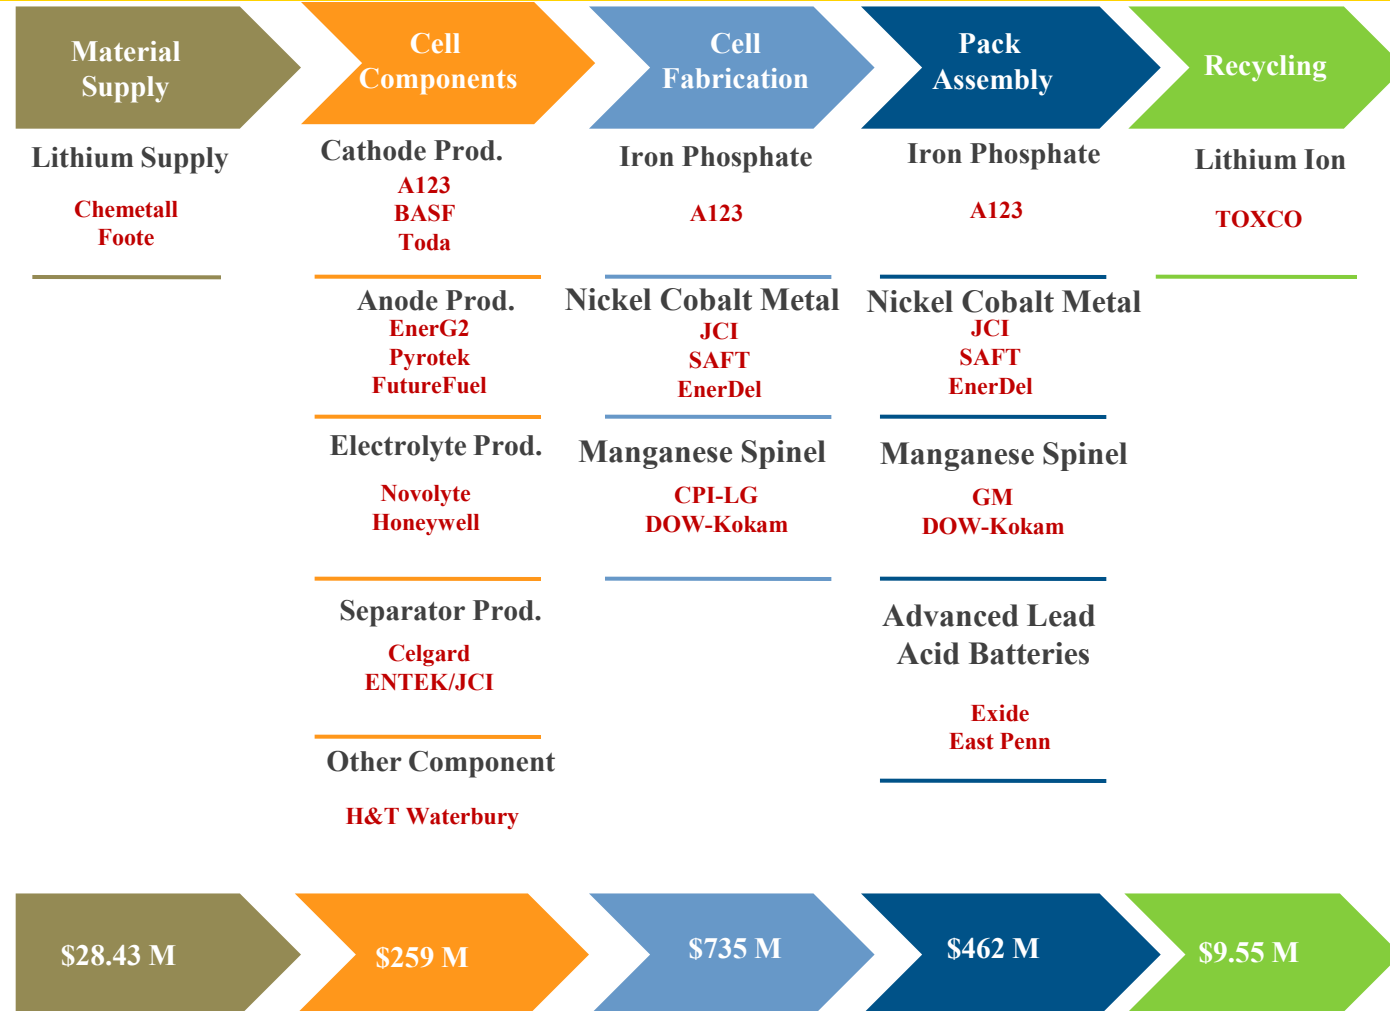 Material
Supply
Cell
Components
Cell
Fabrication
Pack
Assembly
Recycling
Lithium Supply
Chemetall
Foote
Cathode Prod.
A123
BASF
Toda
Anode Prod.
EnerG2
Pyrotek
FutureFuel
Electrolyte Prod.
Novolyte
Honeywell
Separator Prod.
Celgard
ENTEK/JCI
Other Component
H&T Waterbury
Iron Phosphate
A123
Nickel Cobalt Metal
JCI
SAFT
EnerDel
Manganese Spinel
CPI-LG
DOW-Kokam
Iron Phosphate
A123
Nickel Cobalt Metal
JCI
SAFT
EnerDel
Manganese Spinel
GM
DOW-Kokam
Advanced Lead
Acid Batteries
Exide
East Penn
Lithium Ion
TOXCO
$28.43 M
$259 M
$735 M
$462 M
$9.55 M